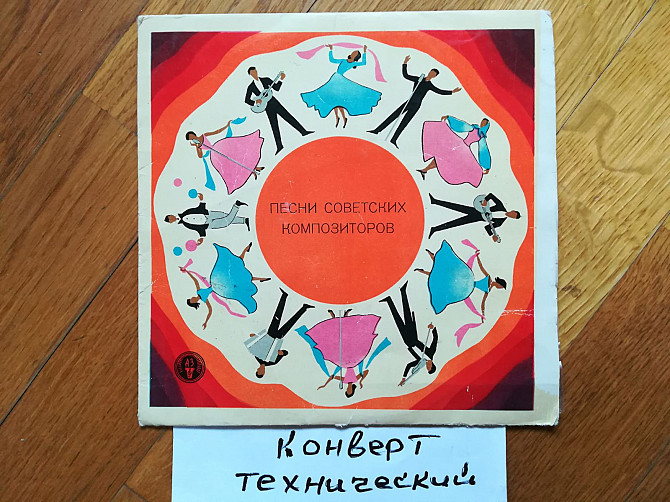 ПЕСНИ СОВЕТСКИХ
КОМПОЗИТОРОВ
Конверт
технический